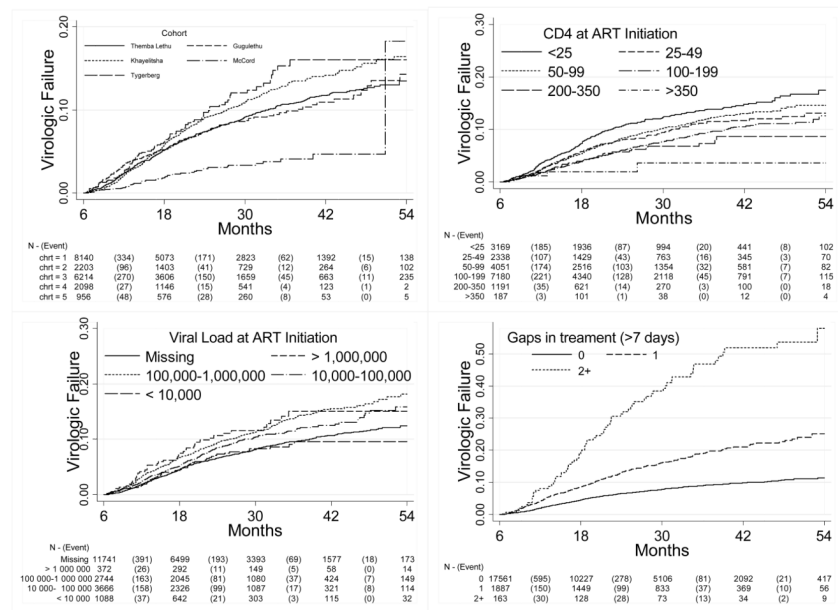 Virologic Failure
0.00 0.10 0.20
Cohort
Themba Lethu Gugulethu
Khayelitsha McCord
Tygerberg
6 18 30 42 54
Months
N - (Event)
chrt = 1 8140 (334) 5073 (171) 2823 (62) 1392 (15) 138
chrt = 2 2203 (96) 1403 (41) 729 (12) 264 (6) 102
chrt = 3 6214 (270) 3606 (150) 1659 (45) 663 (11) 235
chrt = 4 2098 (27) 1146 (15) 541 (4) 123 (1) 2
chrt = 5 956 (48) 576 (28) 260 (8) 53 (0) 5
Virologic Failure
0.00 0.10 0.20 0.30
CD4 at ART Initiation
<25 25-49
50-99 100-199
200-350 >350
6 18 30 42 54
Months
N - (Event)
<25 3169 (185) 1936 (87) 994 (20) 441 (8) 102
25-49 2338 (107) 1429 (43) 763 (16) 345 (3) 70
50-99 4051 (174) 2516 (103) 1354 (32) 581 (7) 82
100-199 7180 (221) 4340 (128) 2118 (45) 791 (7) 115
200-350 1191 (35) 621 (14) 270 (3) 100 (0) 18
>350 187 (3) 101 (1) 38 (0) 12 (0) 4
Virologic Failure
0.00 0.10 0.20 0.30
Viral Load at ART Initiation
Missing > 1,000,000
100,000-1,000,000 10,000-100,000
< 10,000
6 18 30 42 54
Months
N - (Event)
Missing 11741 (391) 6499 (193) 3393 (69) 1577 (18) 173
> 1 000 000 372 (26) 292 (11) 149 (5) 58 (0) 14
100 000-1 000 000 2744 (163) 2045 (81) 1080 (37) 424 (7) 149
10 000- 100 000 3666 (158) 2326 (99) 1087 (17) 321 (8) 114
< 10 000 1088 (37) 642 (21) 303 (3) 115 (0) 32
Virologic Failure
0.00 0.10 0.20 0.30 0.40 0.50
Gaps in treament (>7 days)
0 1
2+
6 18 30 42 54
Months
N - (Event)
0 17561 (595) 10227 (278) 5106 (81) 2092 (21) 417
1 1887 (150) 1449 (99) 833 (37) 369 (10) 56
2+ 163 (30) 128 (28) 73 (13) 34 (2) 9